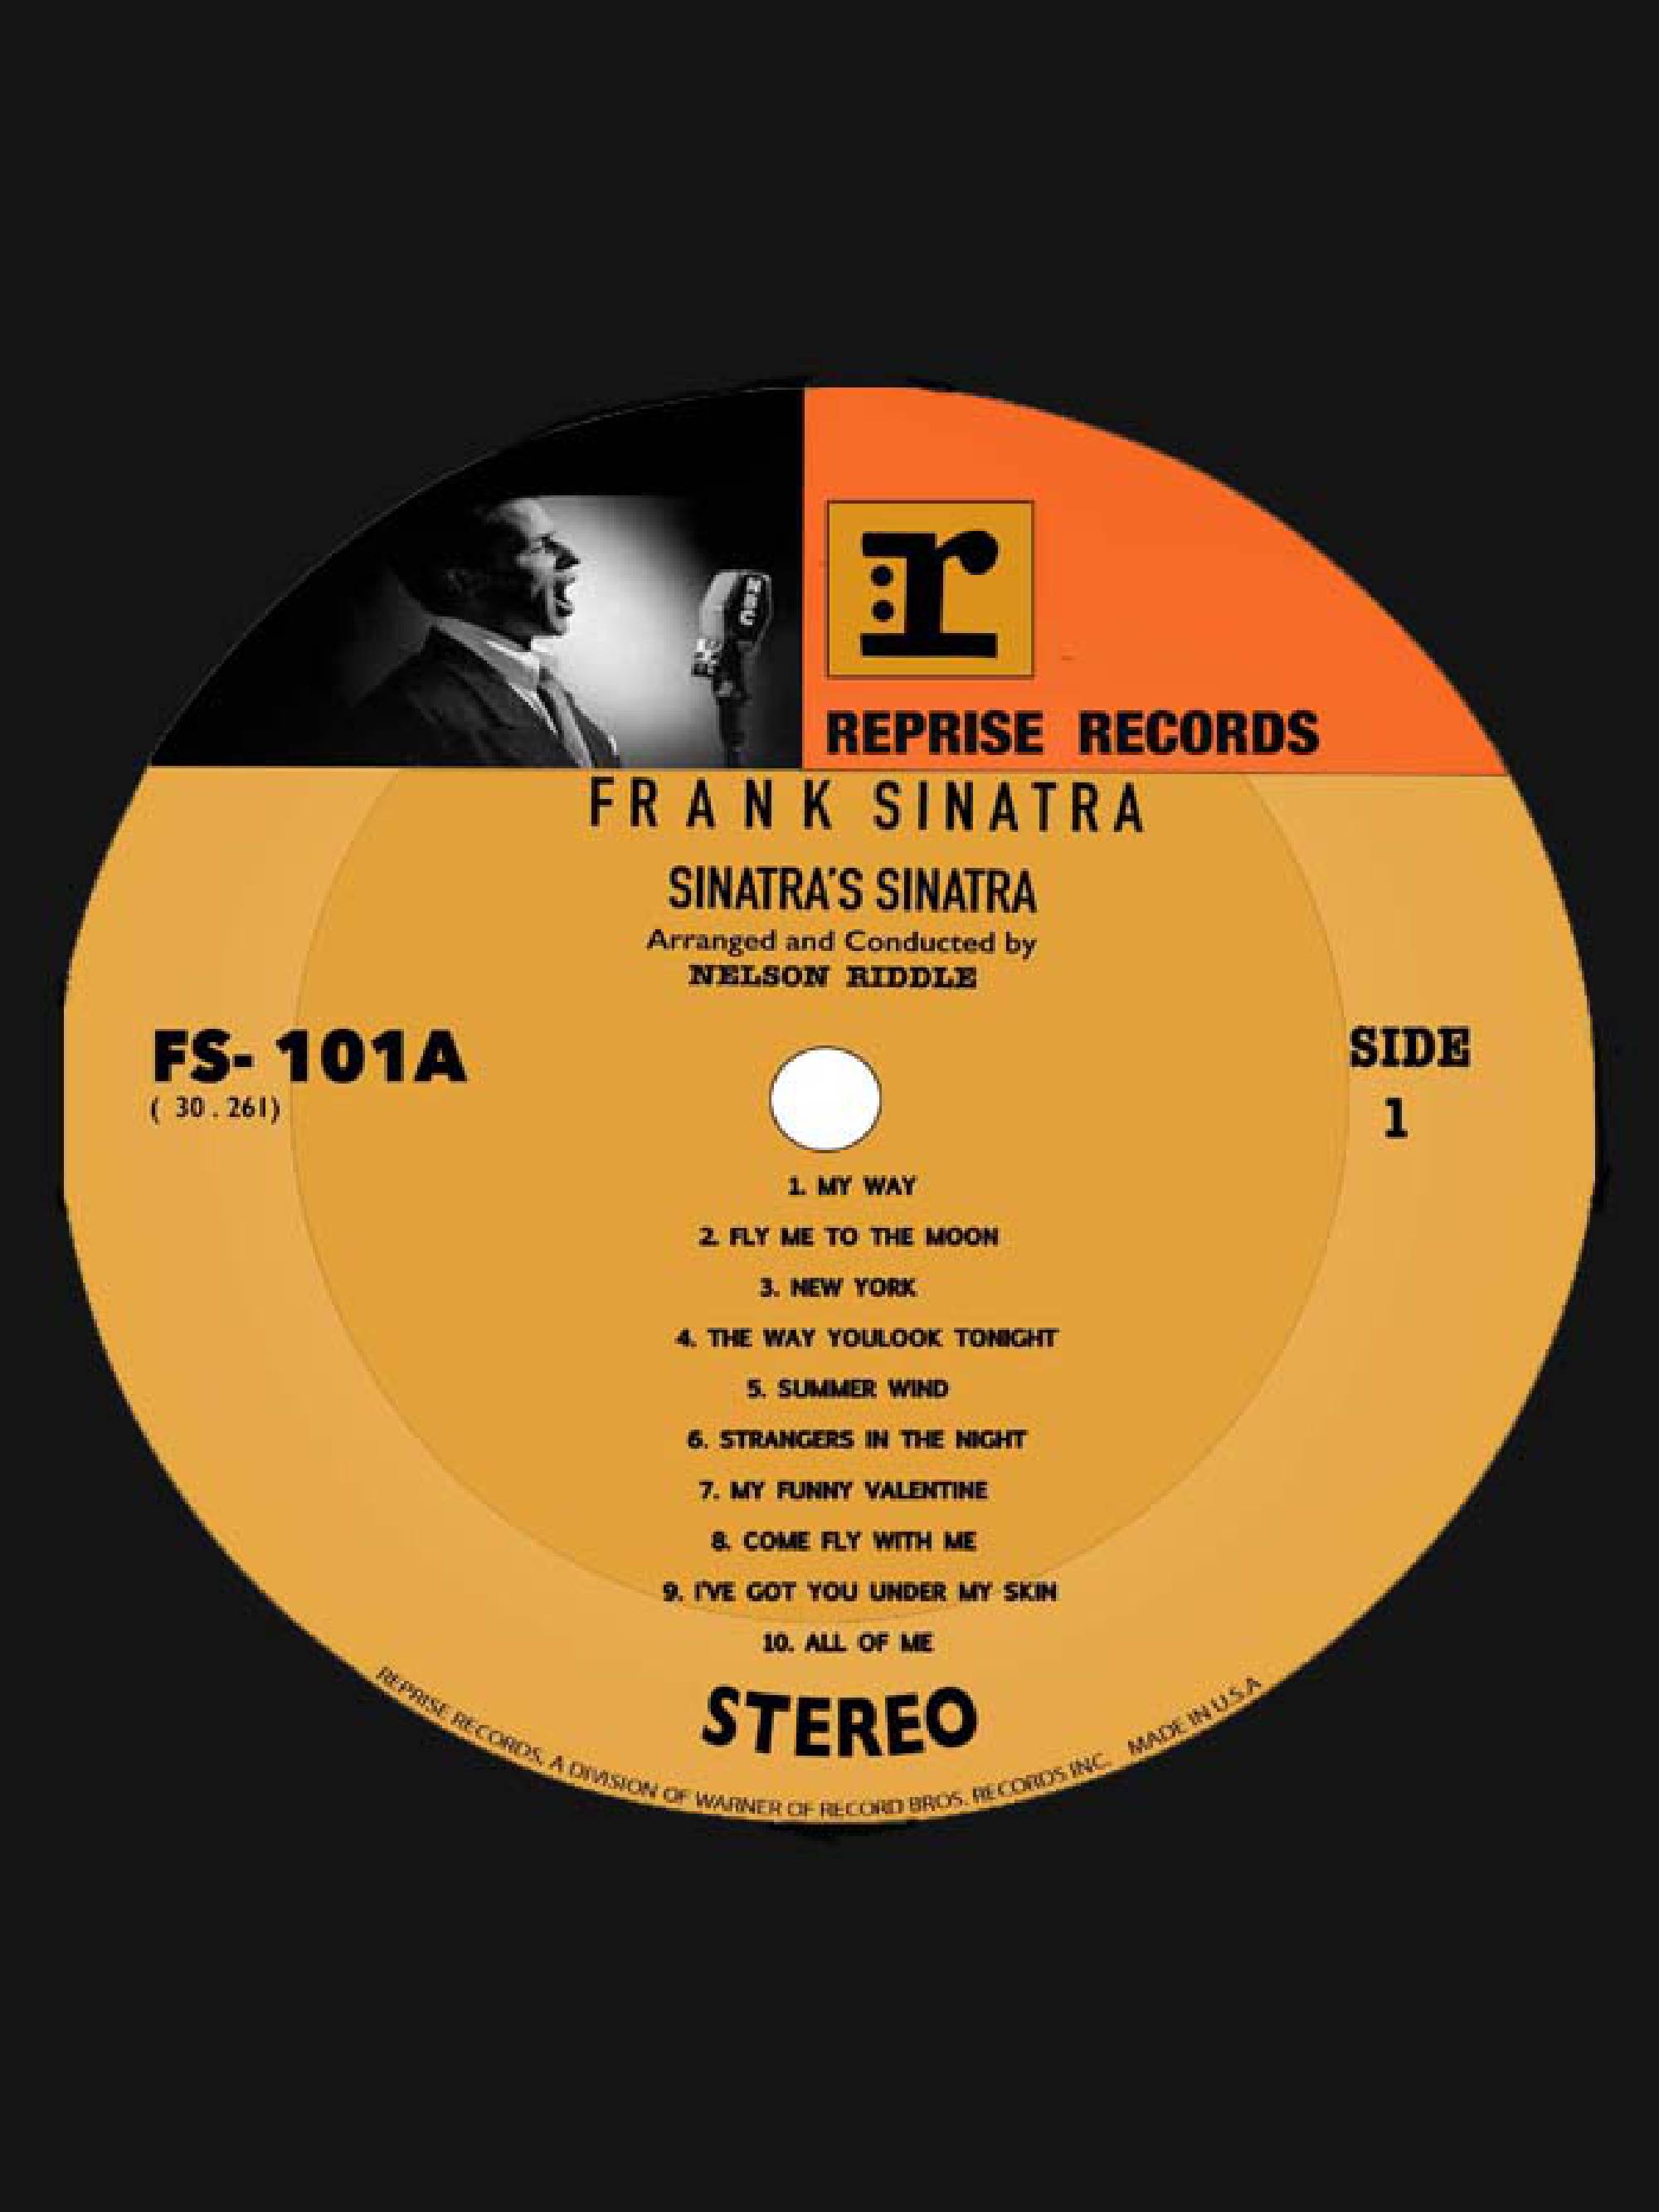 NBC
r
REPRISE RECORDS
FRANK SINATRA
SINATRA'S SINATRA
Arranged and Conducted by
NELSON RIDDLE
FS- 101A
( 30 . 261)
SIDE
1
1. MY WAY
2. FLY ME TO THE MOON
3. NEW YORK
4. THE WAY YOULOOK TONIGHT
5. SUMMER WIND
6. STRANGERS IN THE NIGHT
7. MY FUNNY VALENTINE
8. COME FLY WITH ME
9. I'VE GOT YOU UNDER MY SKIN
10. ALL OF ME
STEREO
REPRISE RECORDS, A DIVISION OF WARNER OF RECORD BROS. RECORDS INC. MADE IN U.S.A